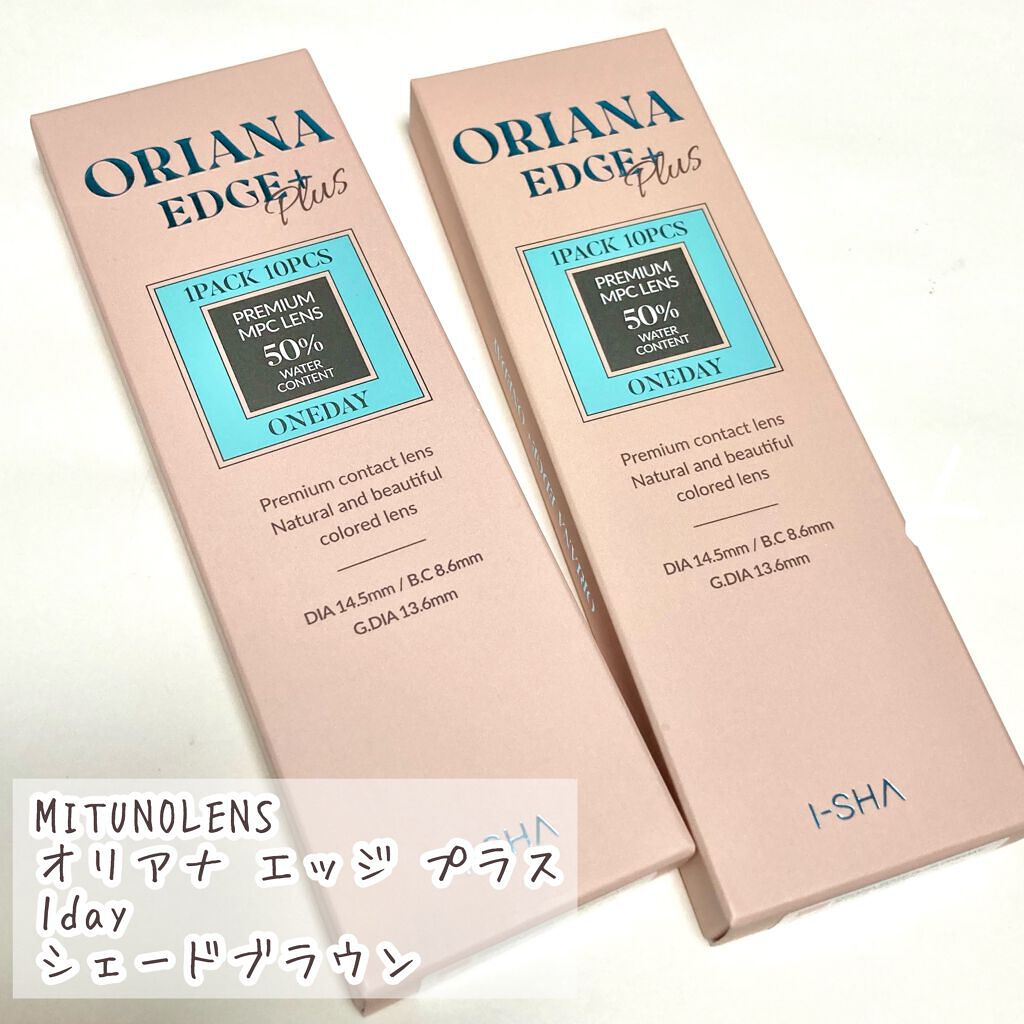 ORIANA
EDGE+
Plus
1PACK 10PCS
PREMIUM
MPC LENS
50%
WATER
CONTENT
ONEDAY
Premium contact lens
Natural and beautiful
colored lens
DIA 14.5mm / B.C 8.6mm
G.DIA 13.6mm
ORIANA
EDGE+
Plus
1PACK 10PCS
PREMIUM
MPC LENS
50%
WATER
CONTENT
ONEDAY
Premium contact lens
Natural and beautiful
colored lens
DIA 14.5mm / B.C 8.6mm
G.DIA 13.6mm
I-SHA
MITUNOLENS
オリアナ エッジ プラス
1day
シェードブラウン